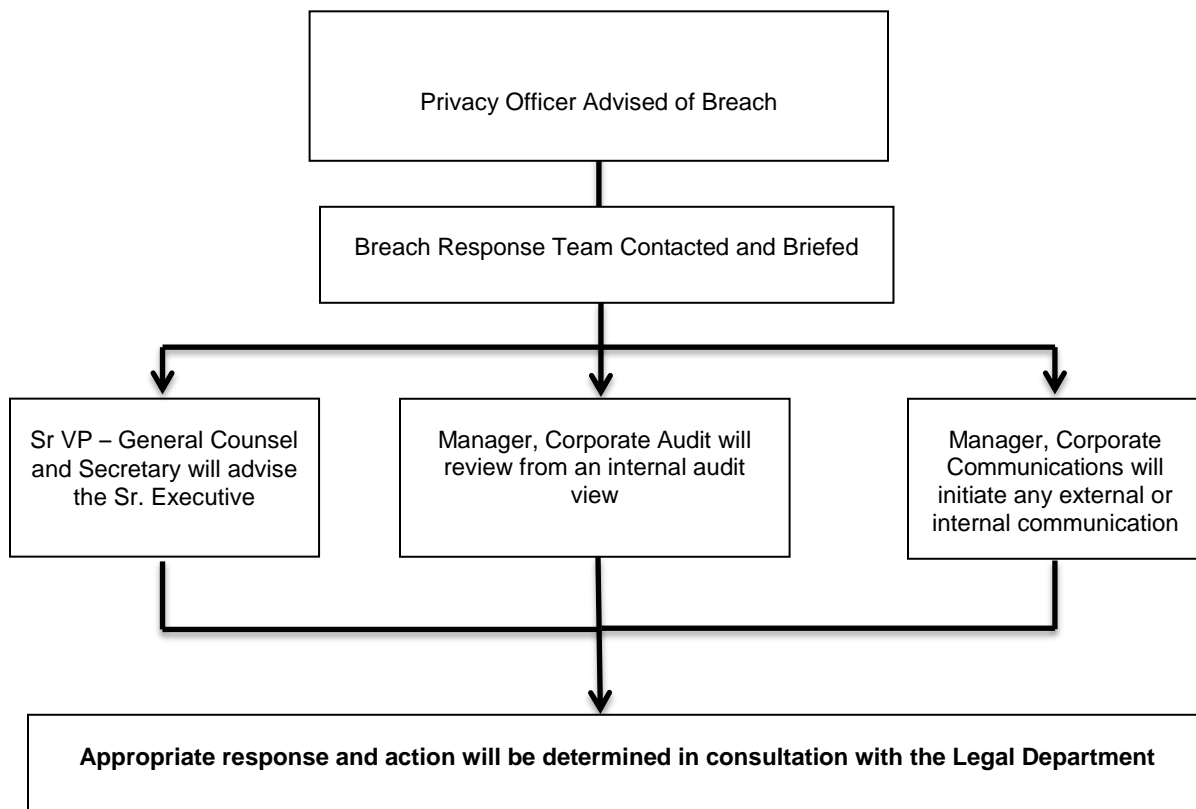 Privacy Officer Advised of Breach
Breach Response Team Contacted and Briefed
Sr VP – General Counsel
and Secretary will advise
the Sr. Executive
Manager, Corporate Audit will
review from an internal audit
view
Manager, Corporate
Communications will
initiate any external or
internal communication
Appropriate response and action will be determined in consultation with the Legal Department